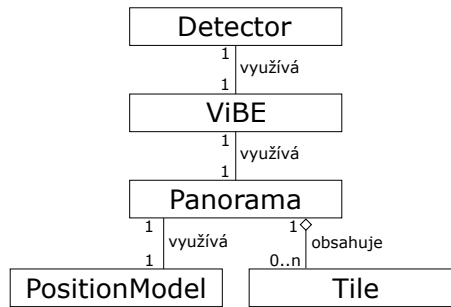 Detector
1
využívá
1
ViBE
1
využívá
1
Panorama
1 1
využívá obsahuje
1 0..n
PositionModel Tile